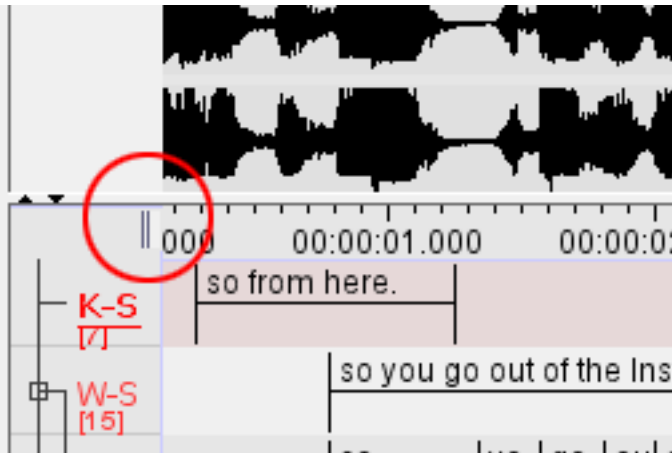 000 00:00:01.000 00:00:0
K-S
[7]
so from here.
W-S
[15]
so you go out of the Ins